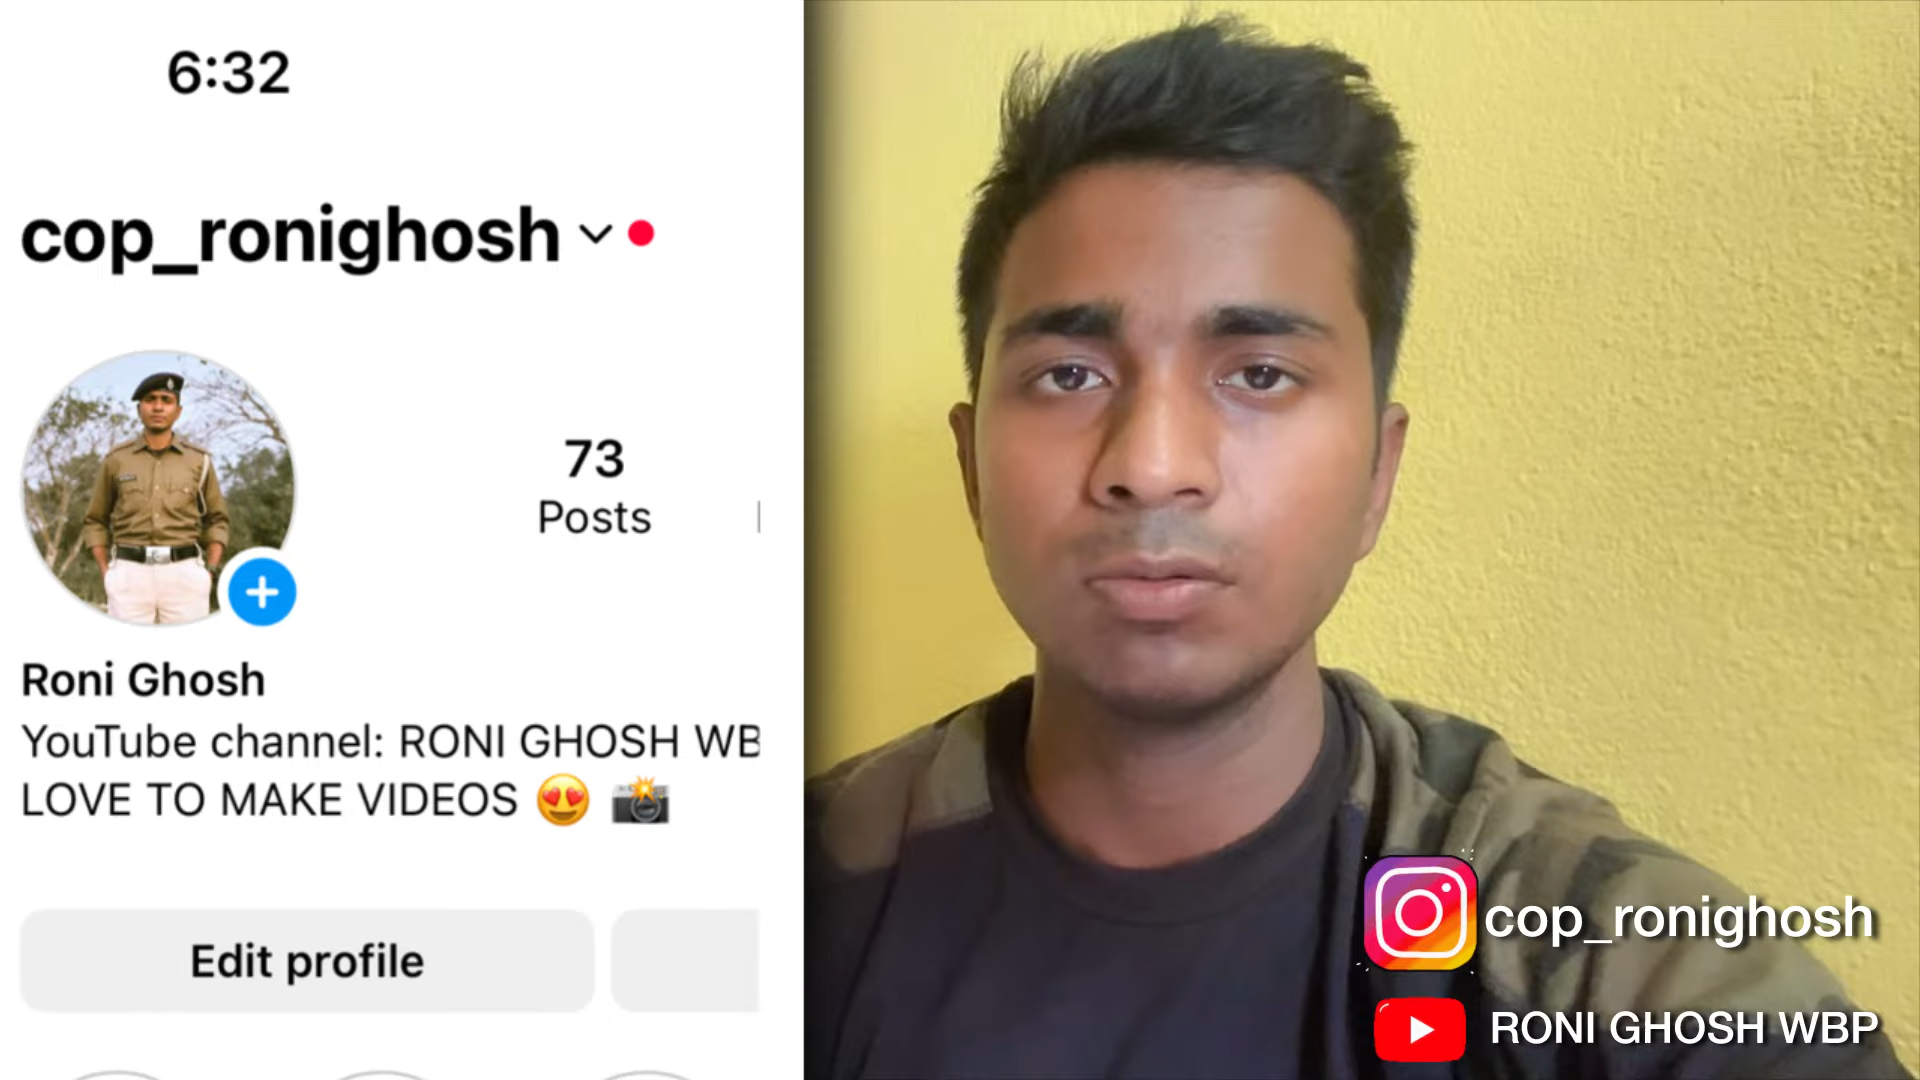 6:32
cop_ronighosh
73
Posts
Roni Ghosh
YouTube channel: RONI GHOSH WB
LOVE TO MAKE VIDEOS 😍 📸
Edit profile
cop_ronighosh
RONI GHOSH WBP